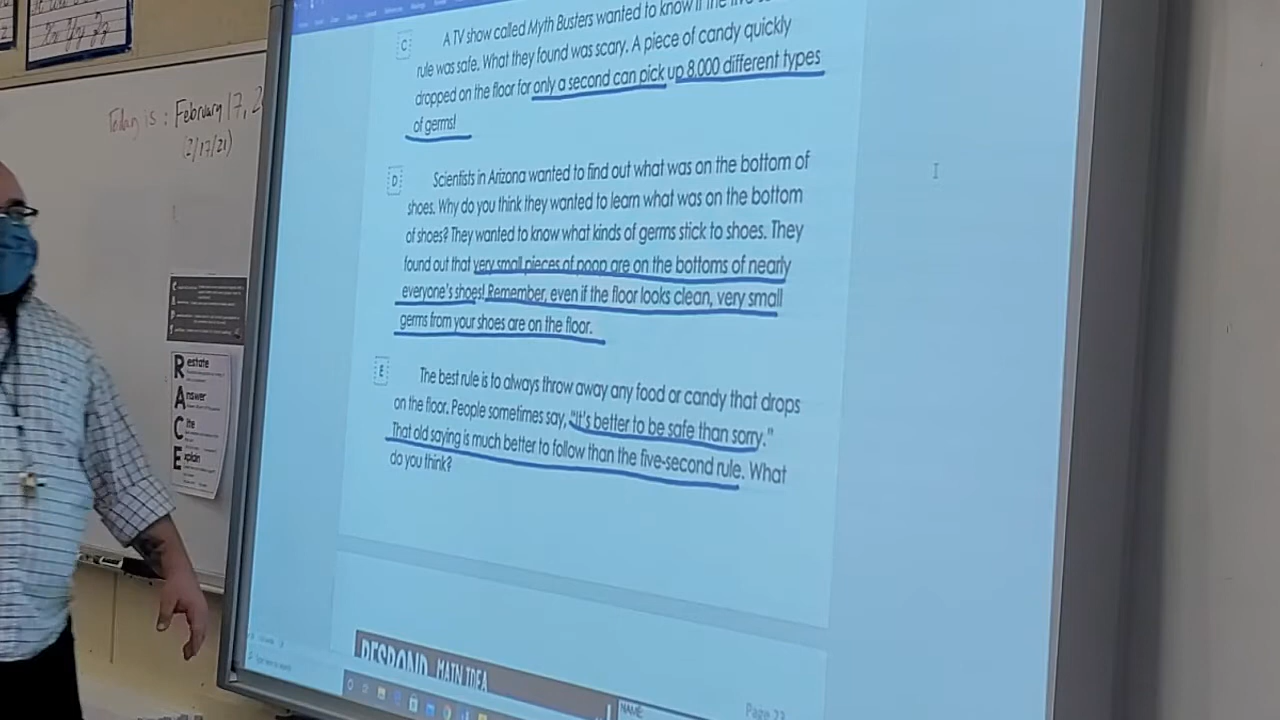 Today is: February 17, 2
(2/17/21)
C
A TV show called Myth Busters wanted to know if the
rule was safe. What they found was scary. A piece of candy quickly
dropped on the floor for only a second can pick up 8,000 different types
of germs!
D
Scientists in Arizona wanted to find out what was on the bottom of
shoes. Why do you think they wanted to learn what was on the bottom
of shoes? They wanted to know what kinds of germs stick to shoes. They
found out that very small pieces of poop are on the bottoms of nearly
everyone's shoes! Remember, even if the floor looks clean, very small
germs from your shoes are on the floor.
E
The best rule is to always throw away any food or candy that drops
on the floor. People sometimes say, "It's better to be safe than sorry."
That old saying is much better to follow than the five-second rule. What
do you think?
RESPOND MAIN IDEA
NAME:
Page 23
Restate
Answer
Cite
Explain